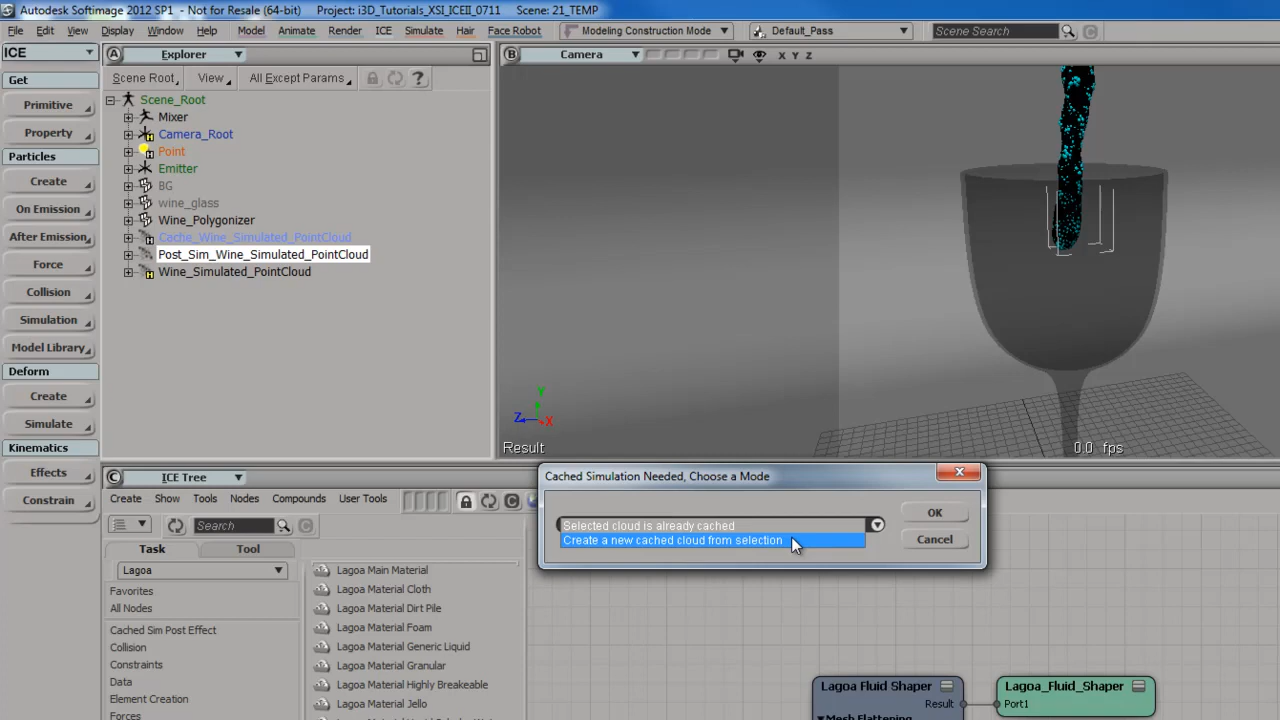 Autodesk Softimage 2012 SP1 - Not for Resale (64-bit) Project: i3D_Tutorials_XSI_ICEII_0711 Scene: 21_TEMP
File Edit View Display Window Help Model Animate Render ICE Simulate Hair Face Robot Modeling Construction Mode Default_Pass Scene Search
ICE
A Explorer
B Camera X Y Z
Get
Scene Root View All Except Params ?
Primitive
Property
Particles
Create
On Emission
After Emission
Force
Collision
Simulation
Model Library
Deform
Create
Simulate
Kinematics
Effects
Constrain
Scene_Root
Mixer
Camera_Root
Point
Emitter
BG
wine_glass
Wine_Polygonizer
Cache_Wine_Simulated_PointCloud
Post_Sim_Wine_Simulated_PointCloud
Wine_Simulated_PointCloud
Y
Z X
Result
0.0 fps
C ICE Tree
Create Show Tools Nodes Compounds User Tools
Search
Task Tool
Lagoa
Favorites
All Nodes
Cached Sim Post Effect
Collision
Constraints
Data
Element Creation
Forces
Lagoa Main Material
Lagoa Material Cloth
Lagoa Material Dirt Pile
Lagoa Material Foam
Lagoa Material Generic Liquid
Lagoa Material Granular
Lagoa Material Highly Breakeable
Lagoa Material Jello
Lagoa Material Rigid
Cached Simulation Needed, Choose a Mode
Selected cloud is already cached
Create a new cached cloud from selection
OK
Cancel
Lagoa Fluid Shaper
Result
Mesh Flattening
Lagoa_Fluid_Shaper
Port1